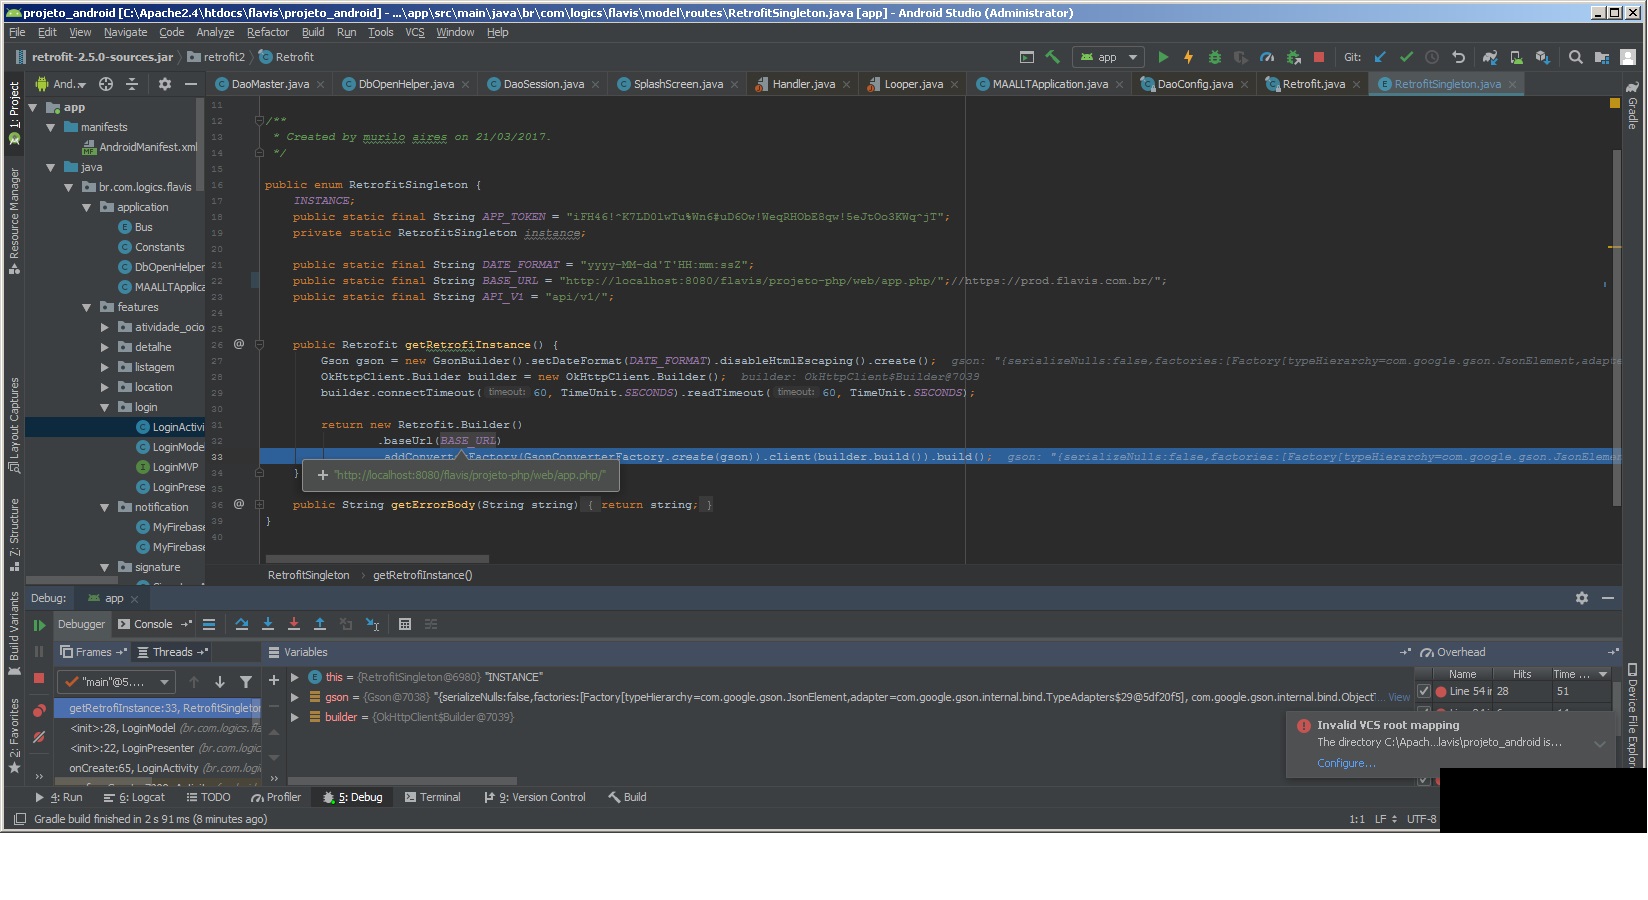 projeto_android [C:\Apache2.4\htdocs\flavis\projeto_android] - ...\app\src\main\java\br\com\logics\flavis\model\routes\RetrofitSingleton.java [app] - Android Studio (Administrator)
File Edit View Navigate Code Analyze Refactor Build Run Tools VCS Window Help
retrofit-2.5.0-sources.jar retrofit2 Retrofit
app Git:
And...
DaoMaster.java DbOpenHelper.java DaoSession.java SplashScreen.java Handler.java Looper.java MAALLTApplication.java DaoConfig.java Retrofit.java RetrofitSingleton.java
1: Project
Resource Manager
Layout Captures
7: Structure
Build Variants
2: Favorites
Gradle
Device File Explorer
app
manifests
AndroidManifest.xml
java
br.com.logics.flavis
application
Bus
Constants
DbOpenHelper
MAALLTApplica
features
atividade_ocio
detalhe
listagem
location
login
LoginActivi
LoginMode
LoginMVP
LoginPrese
notification
MyFirebase
MyFirebase
signature
11
12 /**
13 * Created by murilo aires on 21/03/2017.
14 */
15
16 public enum RetrofitSingleton {
17 INSTANCE;
18 public static final String APP_TOKEN = "iFH46!^K7LD0lwTu%Wn6#uD6Ow!WeqRHObE8qw!5eJtOo3KWq^jT";
19 private static RetrofitSingleton instance;
20
21 public static final String DATE_FORMAT = "yyyy-MM-dd'T'HH:mm:ssZ";
22 public static final String BASE_URL = "http://localhost:8080/flavis/projeto-php/web/app.php/";//https://prod.flavis.com.br/";
23 public static final String API_V1 = "api/v1/";
24
25
26 public Retrofit getRetrofiInstance() {
27 Gson gson = new GsonBuilder().setDateFormat(DATE_FORMAT).disableHtmlEscaping().create(); gson: "{serializeNulls:false,factories:[Factory[typeHierarchy=com.google.gson.JsonElement,adapte
28 OkHttpClient.Builder builder = new OkHttpClient.Builder(); builder: OkHttpClient$Builder@7039
29 builder.connectTimeout( timeout: 60, TimeUnit.SECONDS).readTimeout( timeout: 60, TimeUnit.SECONDS);
30
31 return new Retrofit.Builder()
32 .baseUrl(BASE_URL)
33 addConverterFactory(GsonConverterFactory.create(gson)).client(builder.build()).build(); gson: "{serializeNulls:false,factories:[Factory[typeHierarchy=com.google.gson.JsonElemen
+ "http://localhost:8080/flavis/projeto-php/web/app.php/"
34 }
35
36 public String getErrorBody(String string) { return string; }
39 }
40
RetrofitSingleton getRetrofiInstance()
Debug: app
Debugger Console
Frames Threads
Variables
Overhead
"main"@5....
getRetrofiInstance:33, RetrofitSingleton
<init>:28, LoginModel (br.com.logics.fla
<init>:22, LoginPresenter (br.com.logic
onCreate:65, LoginActivity (br.com.logi
this = {RetrofitSingleton@6980} "INSTANCE"
gson = {Gson@7038} "{serializeNulls:false,factories:[Factory[typeHierarchy=com.google.gson.JsonElement,adapter=com.google.gson.internal.bind.TypeAdapters$29@5df20f5], com.google.gson.internal.bind.Object ... View
builder = {OkHttpClient$Builder@7039}
Name Hits Time ...
Line 54 in 28 51
Invalid VCS root mapping
The directory C:\Apach...lavis\projeto_android is...
Configure...
4: Run 6: Logcat TODO Profiler 5: Debug Terminal 9: Version Control Build
Gradle build finished in 2 s 91 ms (8 minutes ago)
1:1 LF UTF-8